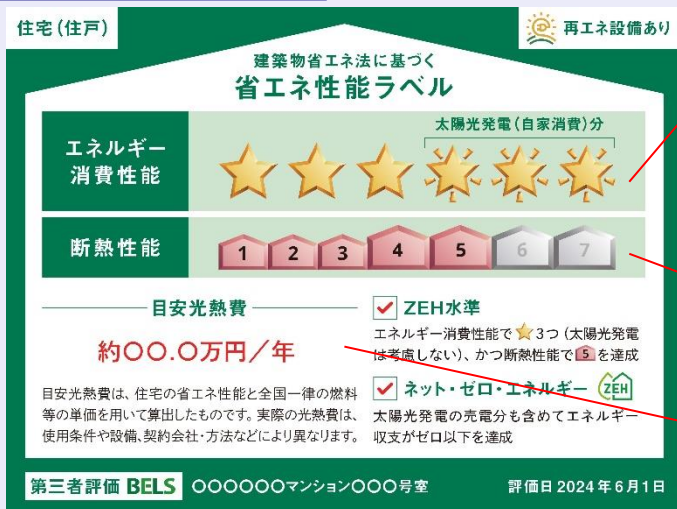 住宅(住戸)
再エネ設備あり
建築物省エネ法に基づく
省エネ性能ラベル
太陽光発電(自家消費)分
エネルギー
消費性能
断熱性能
1 2 3 4 5 6 7
目安光熱費
約〇〇.〇万円/年
目安光熱費は、住宅の省エネ性能と全国一律の燃料
等の単価を用いて算出したものです。実際の光熱費は、
使用条件や設備、契約会社・方法などにより異なります。
ZEH水準
エネルギー消費性能で⭐3つ(太陽光発電
は考慮しない)、かつ断熱性能で5を達成
ネット・ゼロ・エネルギー ZEH
太陽光発電の売電分も含めてエネルギー
収支がゼロ以下を達成
第三者評価 BELS 〇〇〇〇〇〇マンション〇〇〇号室 評価日 2024年6月1日